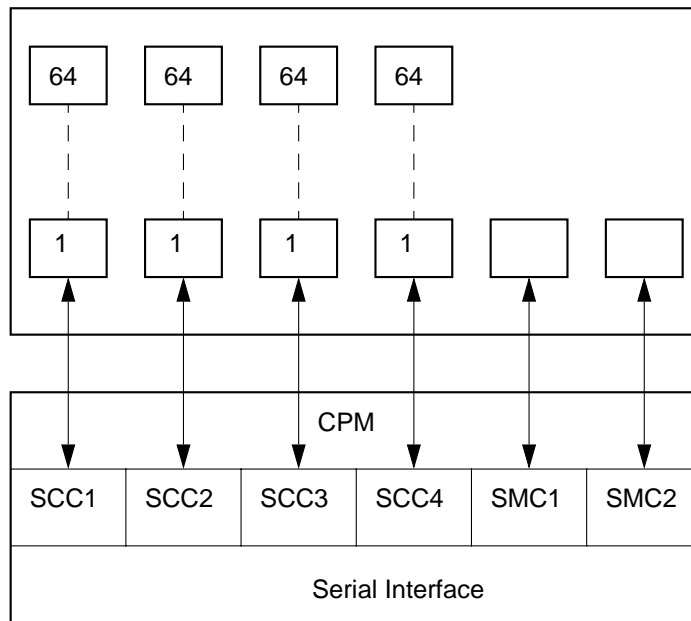 64 64 64 64
1 1 1 1
CPM
SCC1 SCC2 SCC3 SCC4 SMC1 SMC2
Serial Interface